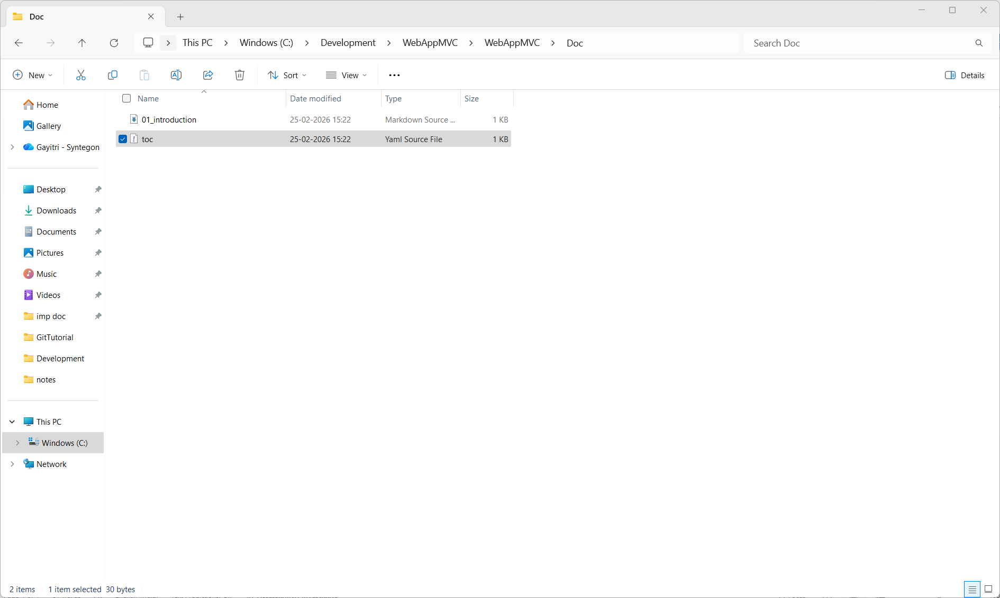 Doc
This PC
Windows (C:)
Development
WebAppMVC
WebAppMVC
Doc
Search Doc
New
Sort
View
Details
Name
Date modified
Type
Size
01_introduction
25-02-2026 15:22
Markdown Source ...
1 KB
toc
25-02-2026 15:22
Yaml Source File
1 KB
Home
Gallery
Gayitri - Syntegon
Desktop
Downloads
Documents
Pictures
Music
Videos
imp doc
GitTutorial
Development
notes
This PC
Windows (C:)
Network
2 items
1 item selected 30 bytes